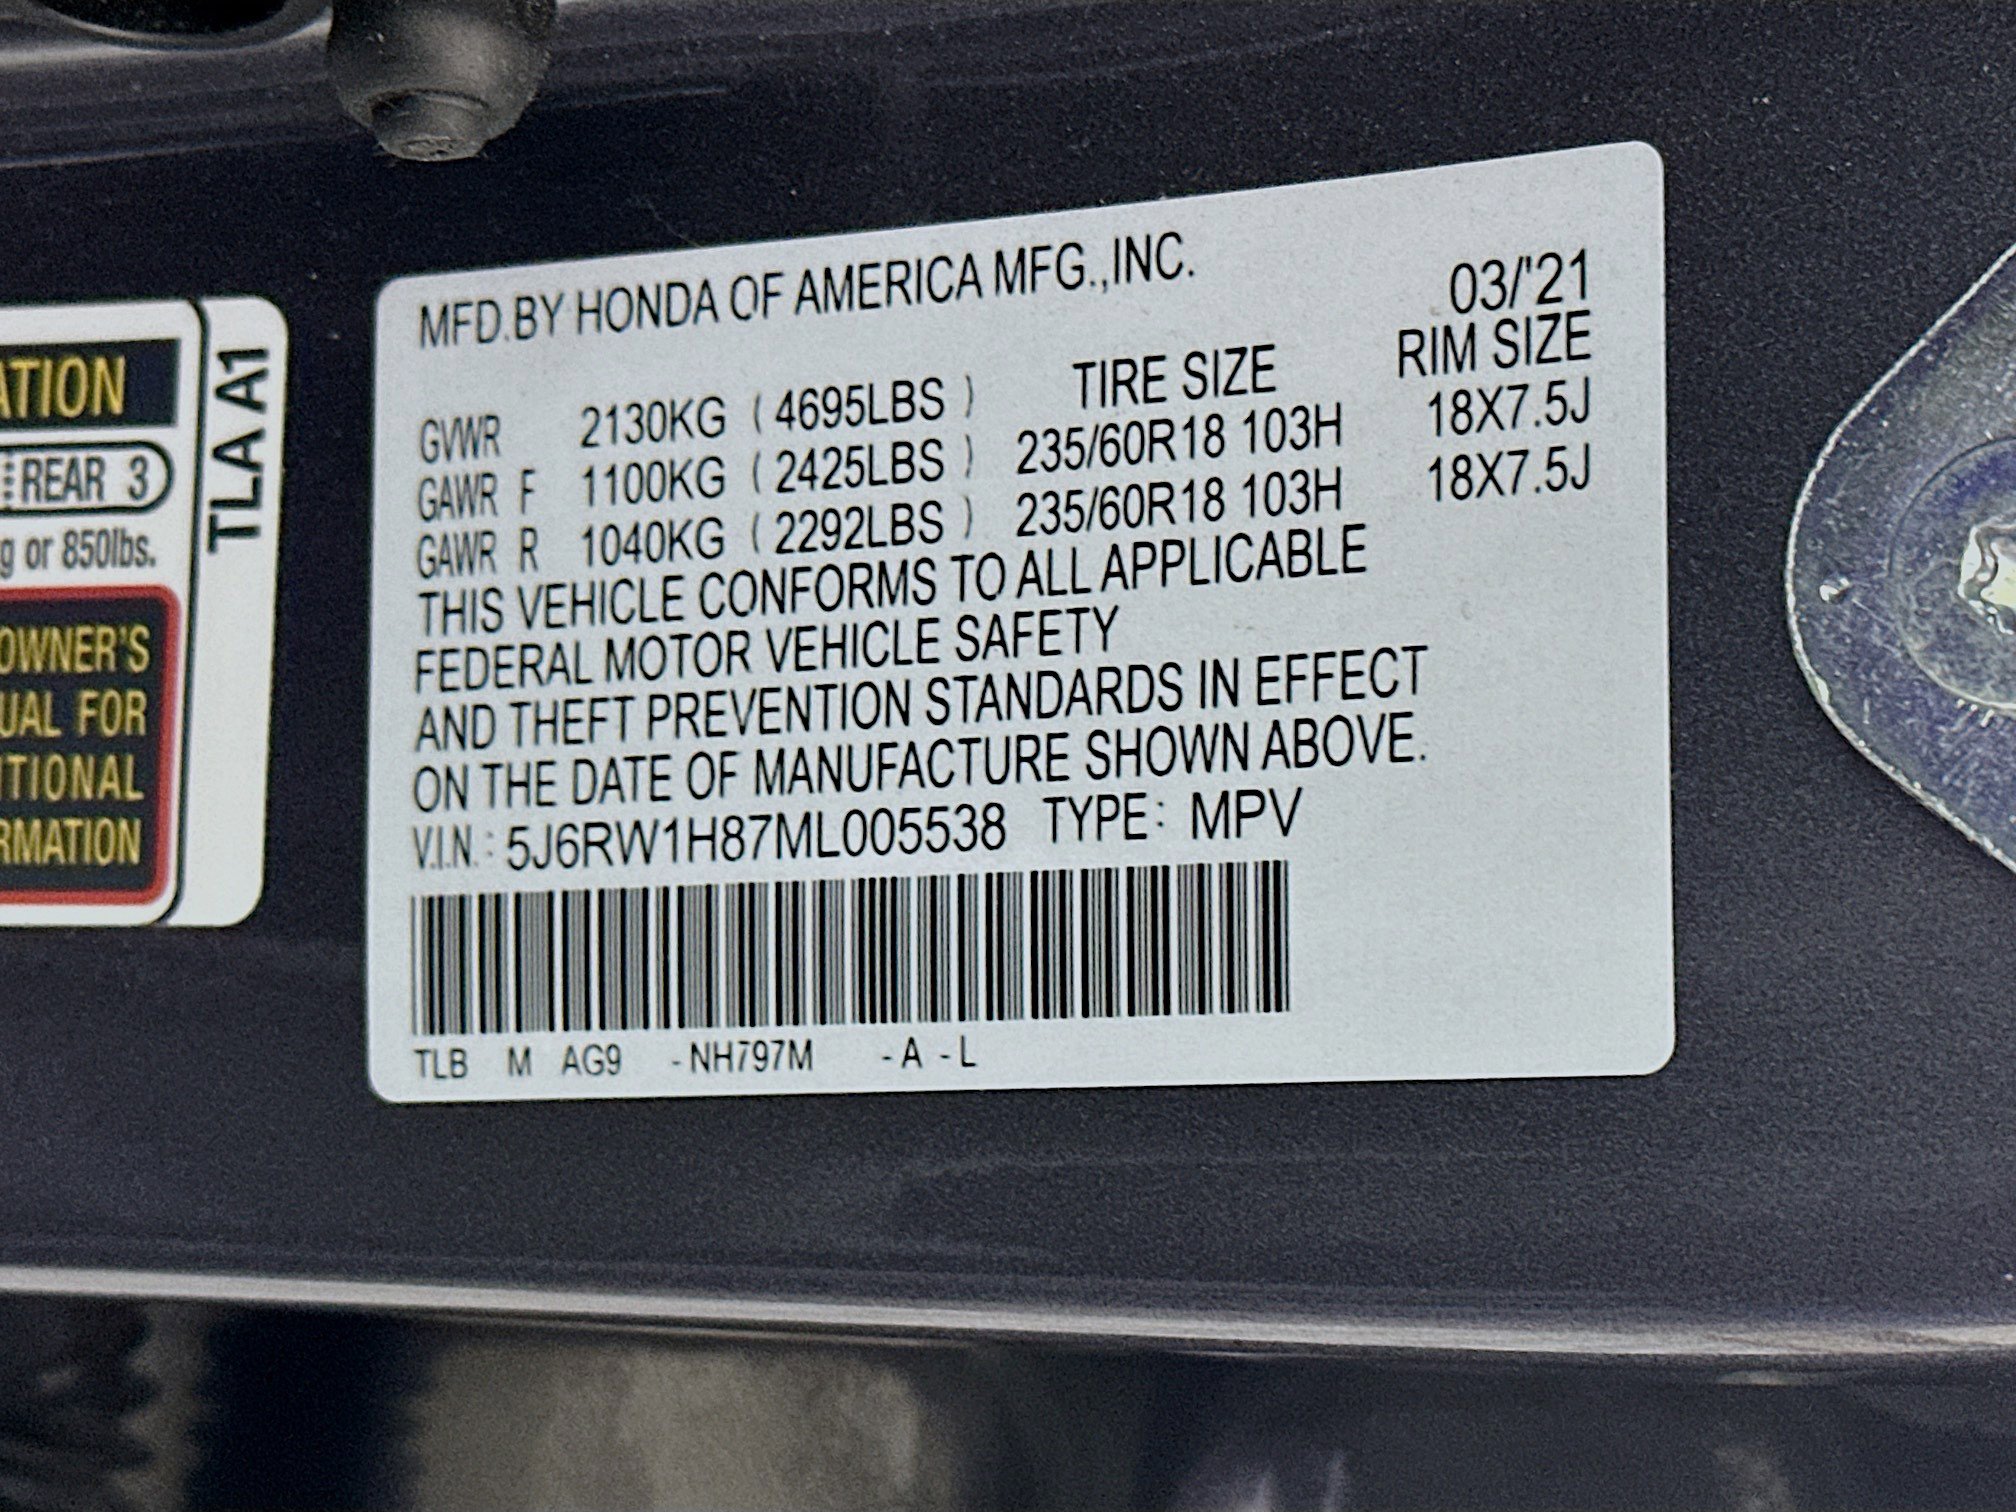 ATION
REAR 3
g or 850lbs.
OWNER'S
UAL FOR
ITIONAL
RMATION
TLA A1
MFD.BY HONDA OF AMERICA MFG.,INC. 03/'21
TIRE SIZE RIM SIZE
GVWR 2130KG ( 4695LBS )
GAWR F 1100KG ( 2425LBS ) 235/60R18 103H 18X7.5J
GAWR R 1040KG ( 2292LBS ) 235/60R18 103H 18X7.5J
THIS VEHICLE CONFORMS TO ALL APPLICABLE
FEDERAL MOTOR VEHICLE SAFETY
AND THEFT PREVENTION STANDARDS IN EFFECT
ON THE DATE OF MANUFACTURE SHOWN ABOVE.
V.I.N.: 5J6RW1H87ML005538 TYPE: MPV
TLB M AG9 -NH797M -A -L